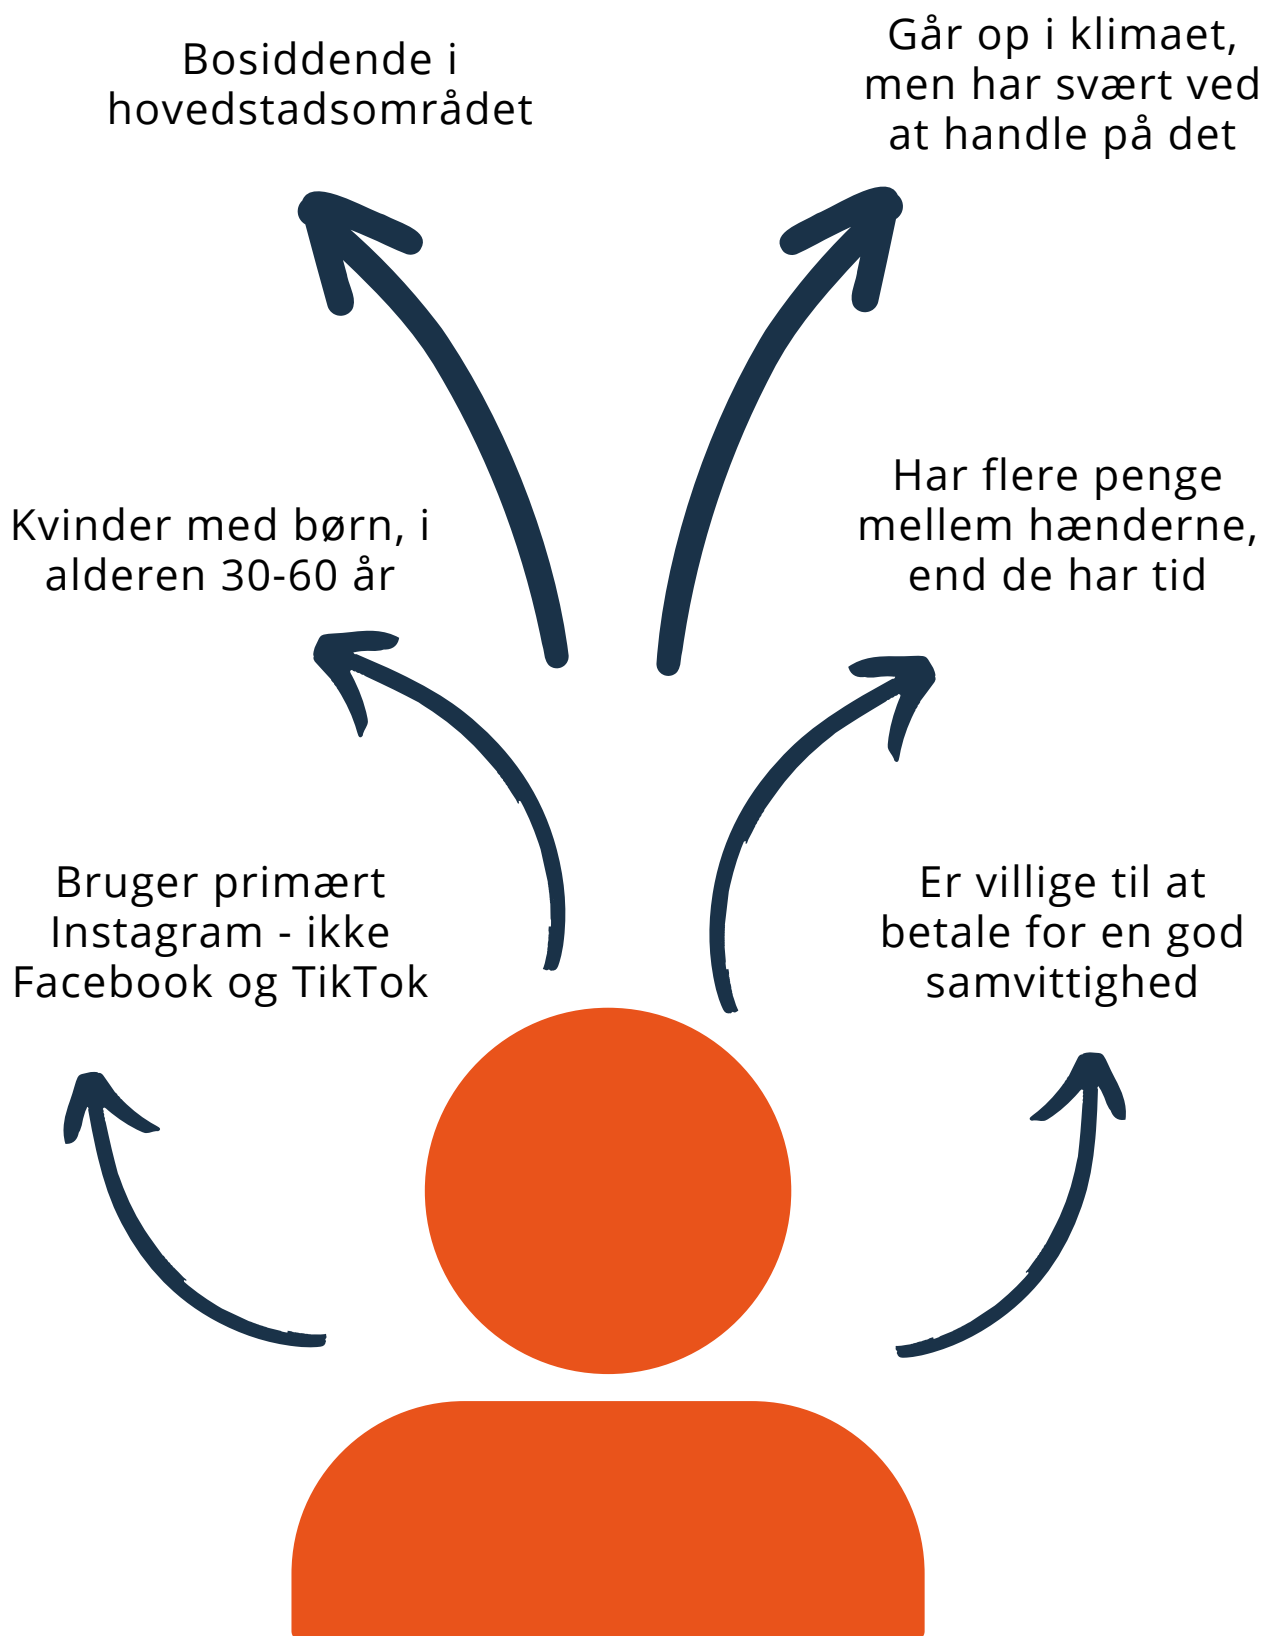 Bosiddende i
hovedstadsområdet
Går op i klimaet,
men har svært ved
at handle på det
Kvinder med børn, i
alderen 30-60 år
Har flere penge
mellem hænderne,
end de har tid
Bruger primært
Instagram - ikke
Facebook og TikTok
Er villige til at
betale for en god
samvittighed